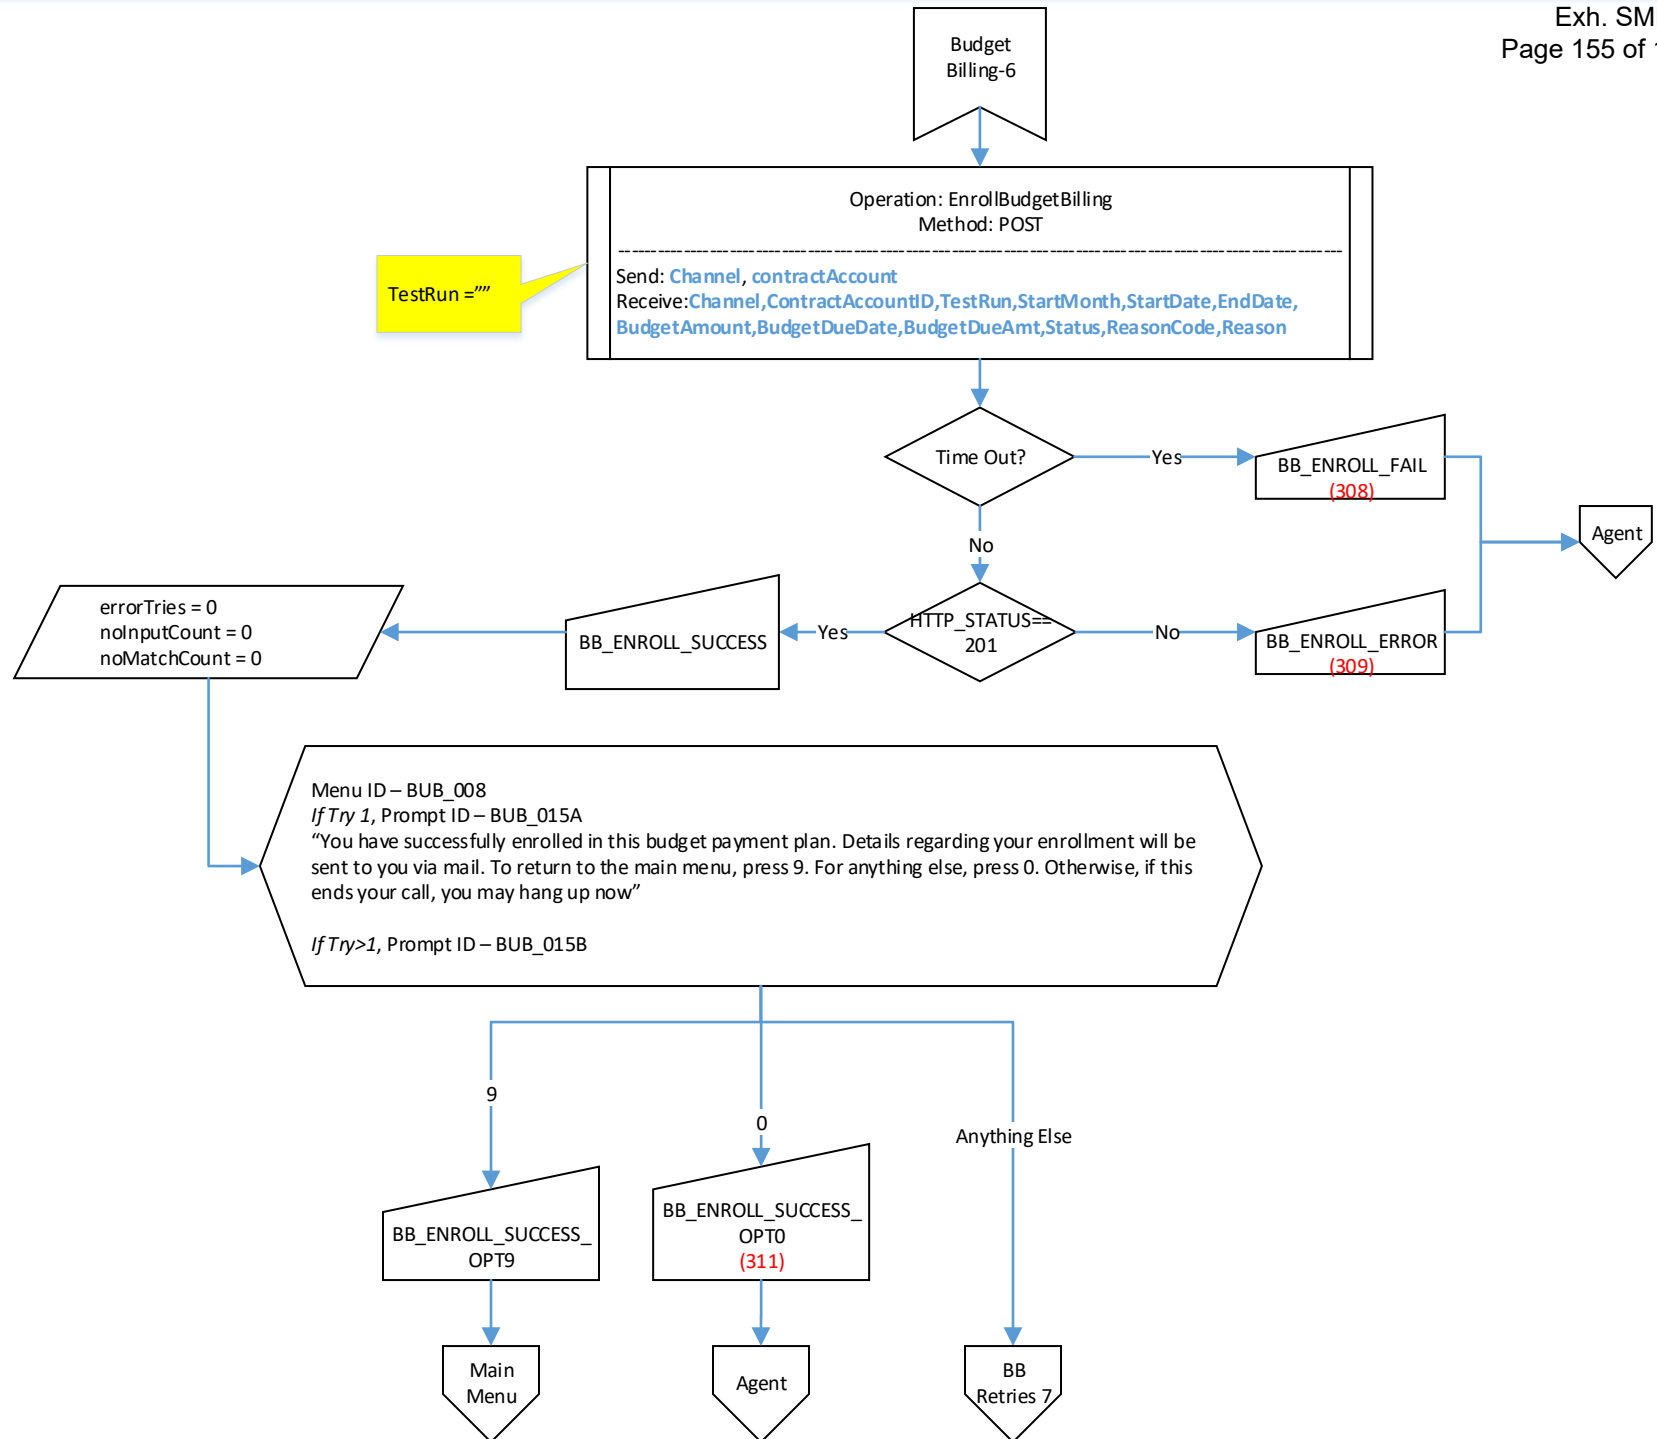 Exh. SM
Page 155 of
Budget
Billing-6
Operation: EnrollBudgetBilling
Method: POST
TestRun =””
Send: Channel, contractAccount
Receive:Channel,ContractAccountID,TestRun,StartMonth,StartDate,EndDate,
BudgetAmount,BudgetDueDate,BudgetDueAmt,Status,ReasonCode,Reason
Time Out?
Yes
BB_ENROLL_FAIL
(308)
No
Agent
errorTries = 0
noInputCount = 0
noMatchCount = 0
BB_ENROLL_SUCCESS
Yes
HTTP_STATUS==
201
No
BB_ENROLL_ERROR
(309)
Menu ID – BUB_008
If Try 1, Prompt ID – BUB_015A
“You have successfully enrolled in this budget payment plan. Details regarding your enrollment will be
sent to you via mail. To return to the main menu, press 9. For anything else, press 0. Otherwise, if this
ends your call, you may hang up now”
If Try>1, Prompt ID – BUB_015B
9
0
Anything Else
BB_ENROLL_SUCCESS_
OPT9
BB_ENROLL_SUCCESS_
OPT0
(311)
Main
Menu
Agent
BB
Retries 7